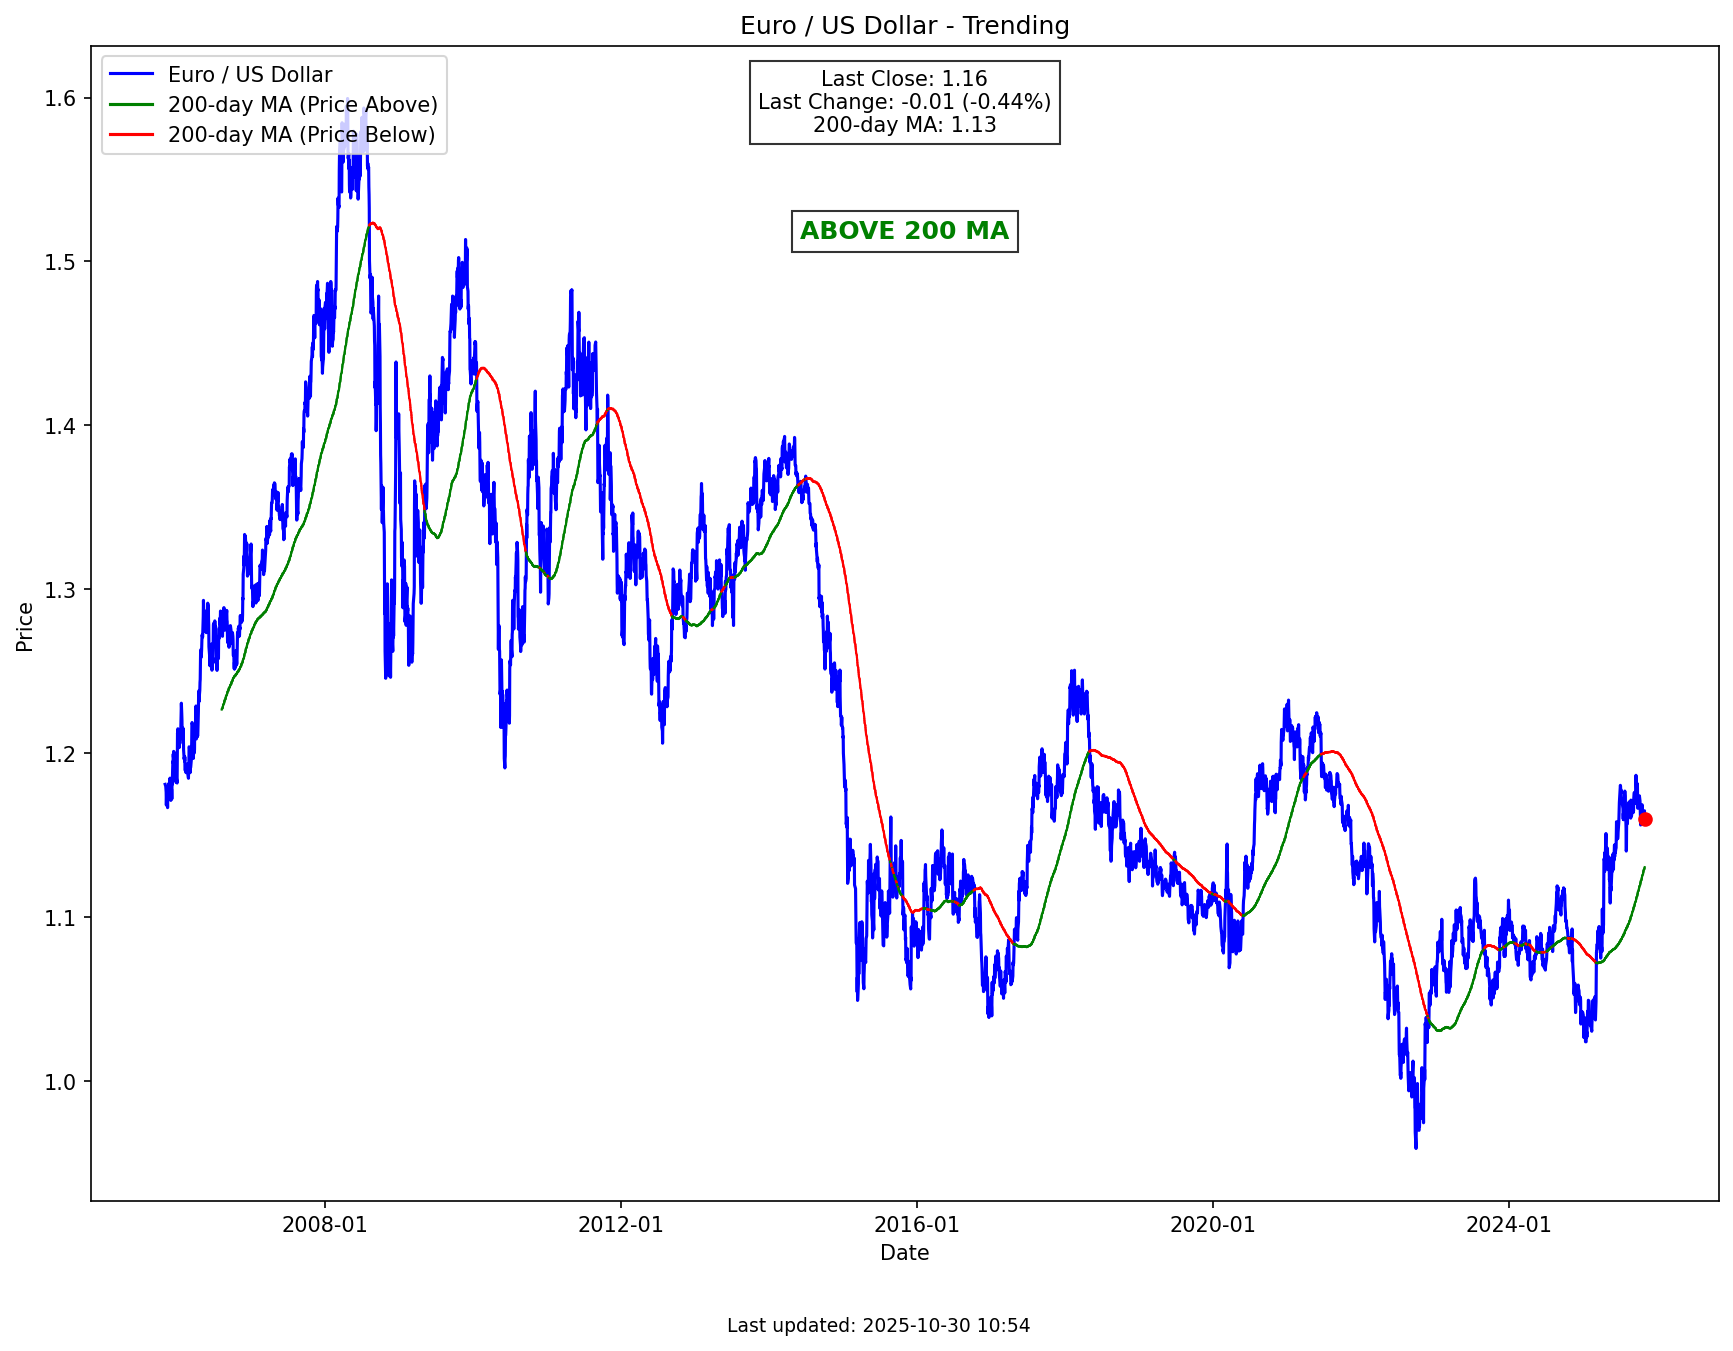 Euro / US Dollar - Trending
Euro / US Dollar
200-day MA (Price Above)
200-day MA (Price Below)
Last Close: 1.16
Last Change: -0.01 (-0.44%)
200-day MA: 1.13
ABOVE 200 MA
Price
1.6
1.5
1.4
1.3
1.2
1.1
1.0
2008-01
2012-01
2016-01
2020-01
2024-01
Date
Last updated: 2025-10-30 10:54